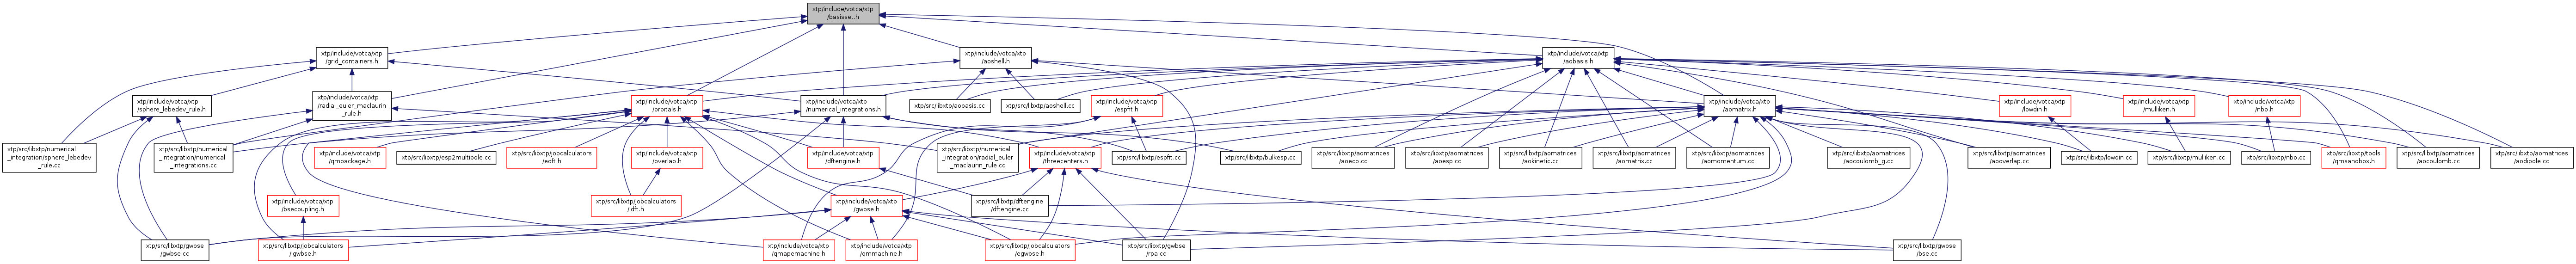 xtp/include/votca/xtp
/basisset.h
xtp/include/votca/xtp
/grid_containers.h
xtp/include/votca/xtp
/aoshell.h
xtp/include/votca/xtp
/aobasis.h
xtp/include/votca/xtp
/sphere_lebedev_rule.h
xtp/include/votca/xtp
/radial_euler_maclaurin
_rule.h
xtp/include/votca/xtp
/orbitals.h
xtp/include/votca/xtp
/numerical_integrations.h
xtp/src/libxtp/aobasis.cc
xtp/src/libxtp/aoshell.cc
xtp/include/votca/xtp
/espfit.h
xtp/include/votca/xtp
/aomatrix.h
xtp/include/votca/xtp
/lowdin.h
xtp/include/votca/xtp
/mulliken.h
xtp/include/votca/xtp
/nbo.h
xtp/src/libxtp/numerical
_integration/sphere_lebedev
_rule.cc
xtp/src/libxtp/numerical
_integration/numerical
_integrations.cc
xtp/include/votca/xtp
/qmpackage.h
xtp/src/libxtp/esp2multipole.cc
xtp/src/libxtp/jobcalculators
/edft.h
xtp/include/votca/xtp
/overlap.h
xtp/include/votca/xtp
/dftengine.h
xtp/src/libxtp/numerical
_integration/radial_euler
_maclaurin_rule.cc
xtp/include/votca/xtp
/threecenters.h
xtp/src/libxtp/espfit.cc
xtp/src/libxtp/bulkesp.cc
xtp/src/libxtp/aomatrices
/aoecp.cc
xtp/src/libxtp/aomatrices
/aoesp.cc
xtp/src/libxtp/aomatrices
/aokinetic.cc
xtp/src/libxtp/aomatrices
/aomatrix.cc
xtp/src/libxtp/aomatrices
/aomomentum.cc
xtp/src/libxtp/aomatrices
/aocoulomb_g.cc
xtp/src/libxtp/aomatrices
/aooverlap.cc
xtp/src/libxtp/lowdin.cc
xtp/src/libxtp/mulliken.cc
xtp/src/libxtp/nbo.cc
xtp/src/libxtp/tools
/qmsandbox.h
xtp/src/libxtp/aomatrices
/aocoulomb.cc
xtp/src/libxtp/aomatrices
/aodipole.cc
xtp/include/votca/xtp
/bsecoupling.h
xtp/src/libxtp/jobcalculators
/idft.h
xtp/include/votca/xtp
/gwbse.h
xtp/src/libxtp/dftengine
/dftengine.cc
xtp/src/libxtp/gwbse
/gwbse.cc
xtp/src/libxtp/jobcalculators
/igwbse.h
xtp/include/votca/xtp
/qmapemachine.h
xtp/include/votca/xtp
/qmmachine.h
xtp/src/libxtp/jobcalculators
/egwbse.h
xtp/src/libxtp/gwbse
/rpa.cc
xtp/src/libxtp/gwbse
/bse.cc